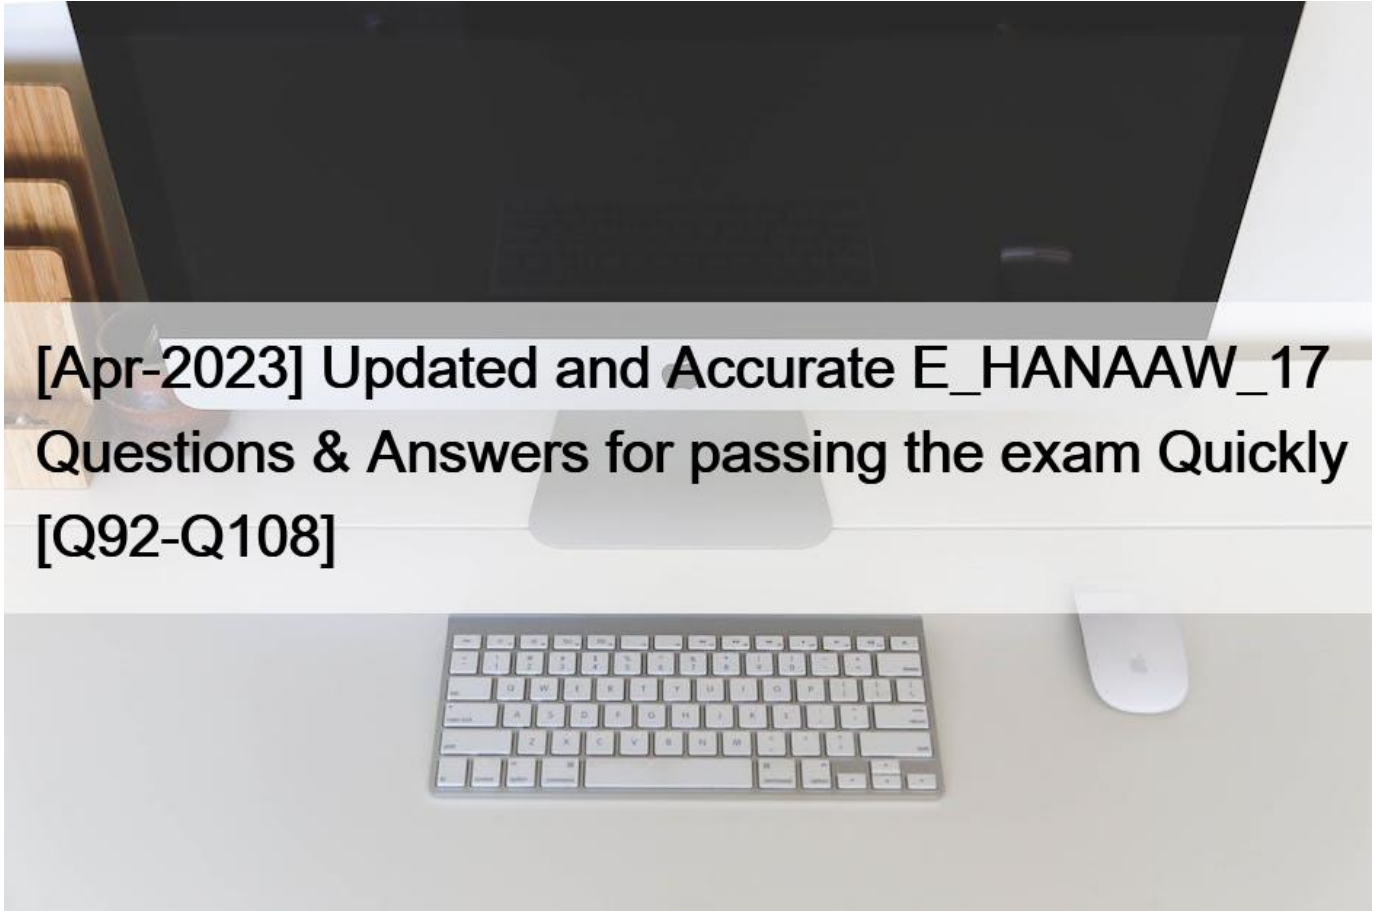 [Apr-2023] Updated and Accurate E_HANAAW_17
Questions & Answers for passing the exam Quickly
[Q92-Q108]